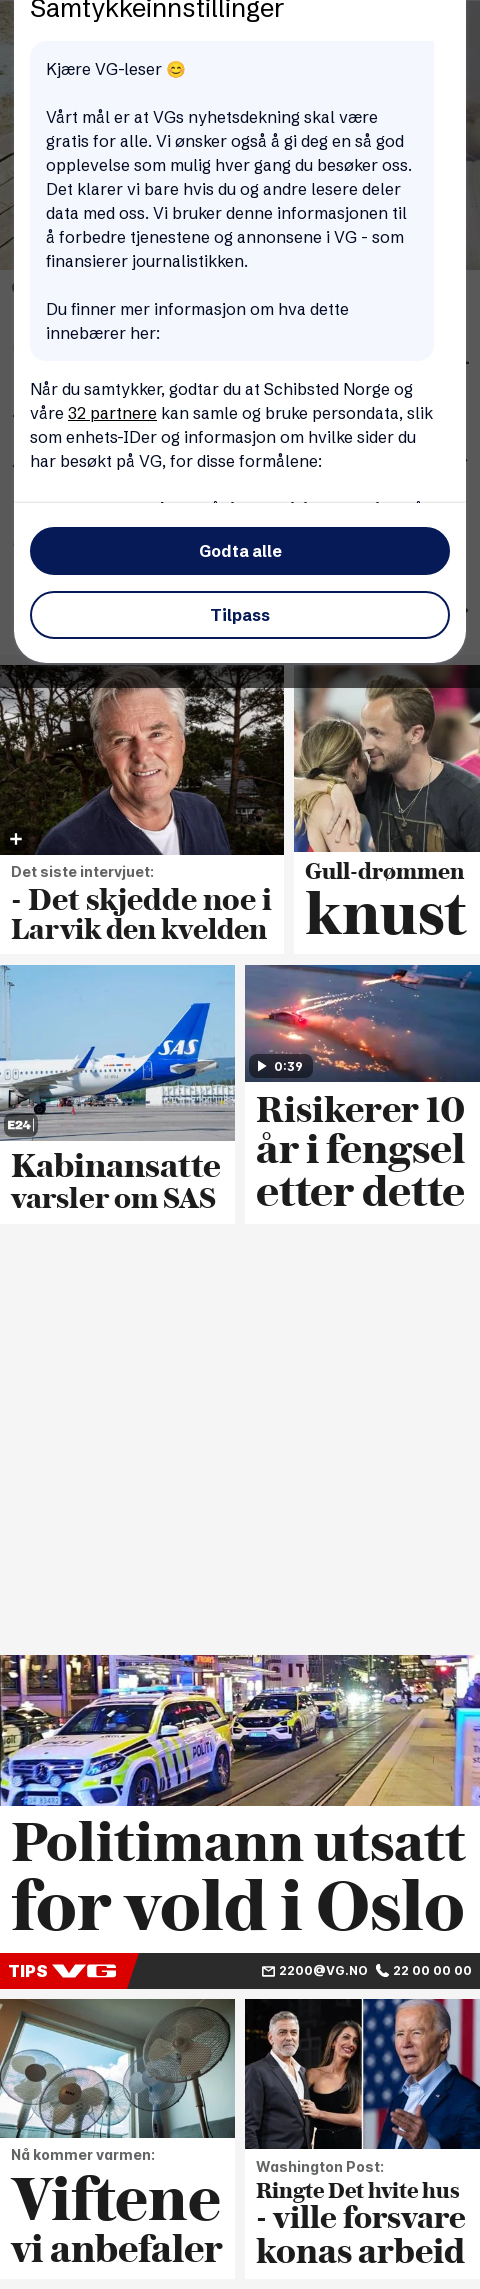 Samtykkeinnstillinger
Kjære VG-leser 😊
Vårt mål er at VGs nyhetsdekning skal være
gratis for alle. Vi ønsker også å gi deg en så god
opplevelse som mulig hver gang du besøker oss.
Det klarer vi bare hvis du og andre lesere deler
data med oss. Vi bruker denne informasjonen til
å forbedre tjenestene og annonsene i VG - som
finansierer journalistikken.
Du finner mer informasjon om hva dette
innebærer her:
Når du samtykker, godtar du at Schibsted Norge og
våre 32 partnere kan samle og bruke persondata, slik
som enhets-IDer og informasjon om hvilke sider du
har besøkt på VG, for disse formålene:
Godta alle
Tilpass
Det siste intervjuet:
- Det skjedde noe i
Larvik den kvelden
Gull-drømmen
knust
SAS
E24
Kabinansatte
varsler om SAS
0:39
Risikerer 10
år i fengsel
etter dette
POLITI
Politimann utsatt
for vold i Oslo
TIPS VG
2200@VG.NO 22 00 00 00
Nå kommer varmen:
Viftene
vi anbefaler
Washington Post:
Ringte Det hvite hus
- ville forsvare
konas arbeid